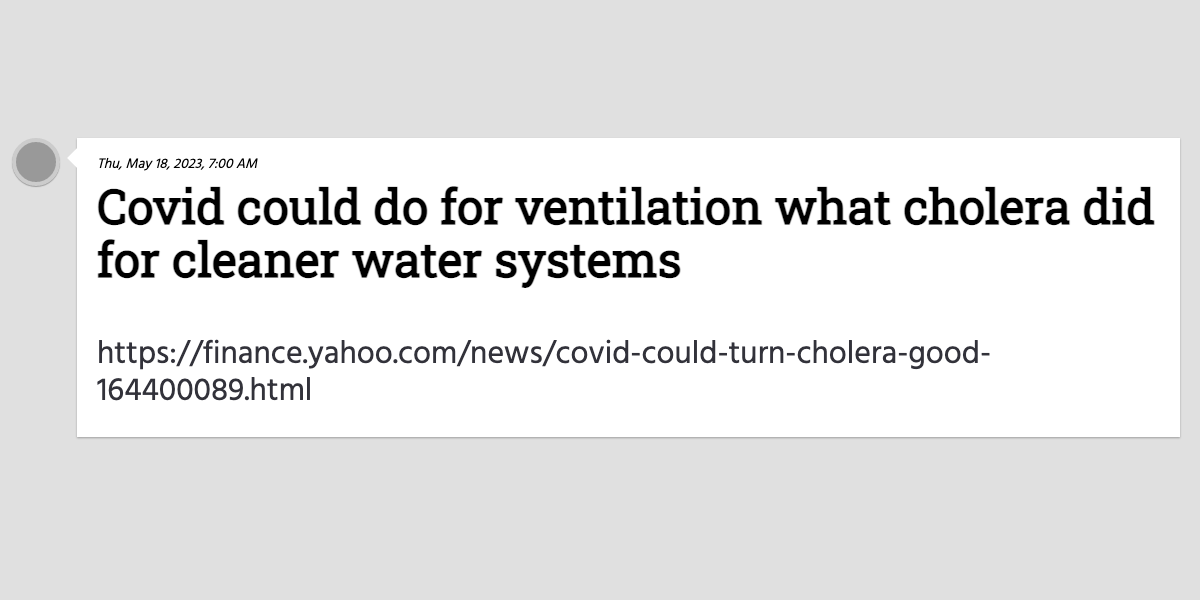 Thu, May 18, 2023, 7:00 AM
Covid could do for ventilation what cholera did
for cleaner water systems
https://finance.yahoo.com/news/covid-could-turn-cholera-good-
164400089.html